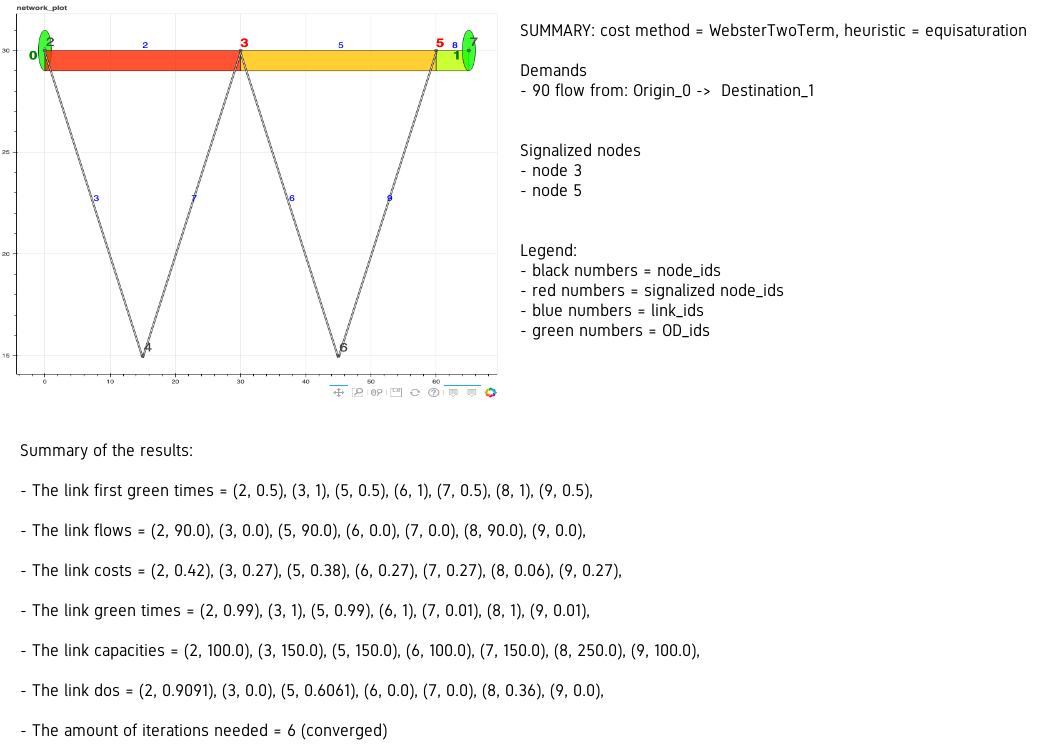 network_plot
2
3
5
5
8
7
2
0
1
30
25
3
7
6
9
20
4
6
15
0
10
20
30
40
50
60
SUMMARY: cost method = WebsterTwoTerm, heuristic = equisaturation
Demands
- 90 flow from: Origin_0 -> Destination_1
Signalized nodes
- node 3
- node 5
Legend:
- black numbers = node_ids
- red numbers = signalized node_ids
- blue numbers = link_ids
- green numbers = OD_ids
Summary of the results:
- The link first green times = (2, 0.5), (3, 1), (5, 0.5), (6, 1), (7, 0.5), (8, 1), (9, 0.5),
- The link flows = (2, 90.0), (3, 0.0), (5, 90.0), (6, 0.0), (7, 0.0), (8, 90.0), (9, 0.0),
- The link costs = (2, 0.42), (3, 0.27), (5, 0.38), (6, 0.27), (7, 0.27), (8, 0.06), (9, 0.27),
- The link green times = (2, 0.99), (3, 1), (5, 0.99), (6, 1), (7, 0.01), (8, 1), (9, 0.01),
- The link capacities = (2, 100.0), (3, 150.0), (5, 150.0), (6, 100.0), (7, 150.0), (8, 250.0), (9, 100.0),
- The link dos = (2, 0.9091), (3, 0.0), (5, 0.6061), (6, 0.0), (7, 0.0), (8, 0.36), (9, 0.0),
- The amount of iterations needed = 6 (converged)